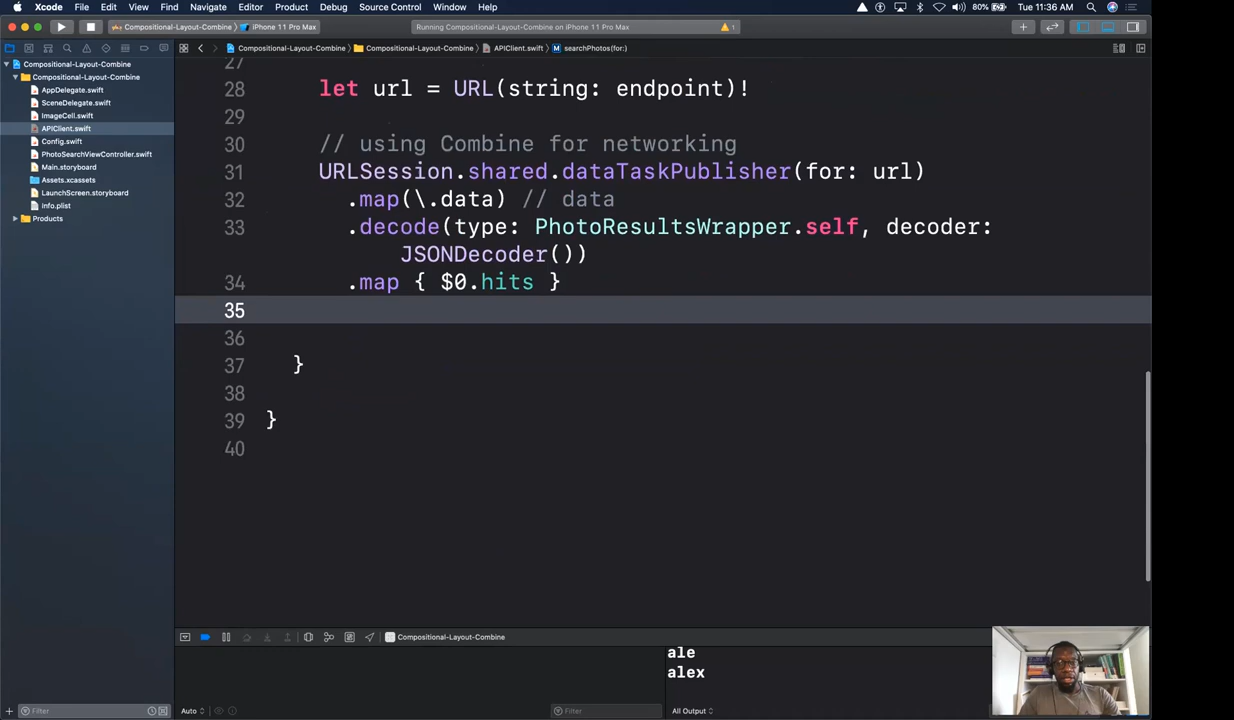 Xcode File Edit View Find Navigate Editor Product Debug Source Control Window Help 80% Tue 11:36 AM
Compositional-Layout-Combine iPhone 11 Pro Max Running Compositional-Layout-Combine on iPhone 11 Pro Max 1
Compositional-Layout-Combine Compositional-Layout-Combine APIClient.swift M searchPhotos(for:)
Compositional-Layout-Combine
Compositional-Layout-Combine
AppDelegate.swift
SceneDelegate.swift
ImageCell.swift
APIClient.swift
Config.swift
PhotoSearchViewController.swift
Main.storyboard
Assets.xcassets
LaunchScreen.storyboard
Info.plist
Products
27
28 let url = URL(string: endpoint)!
29
30 // using Combine for networking
31 URLSession.shared.dataTaskPublisher(for: url)
32 .map(\.data) // data
33 .decode(type: PhotoResultsWrapper.self, decoder:
JSONDecoder())
34 .map { $0.hits }
35
36
37 }
38
39 }
40
Compositional-Layout-Combine
ale
alex
Filter Auto Filter All Output